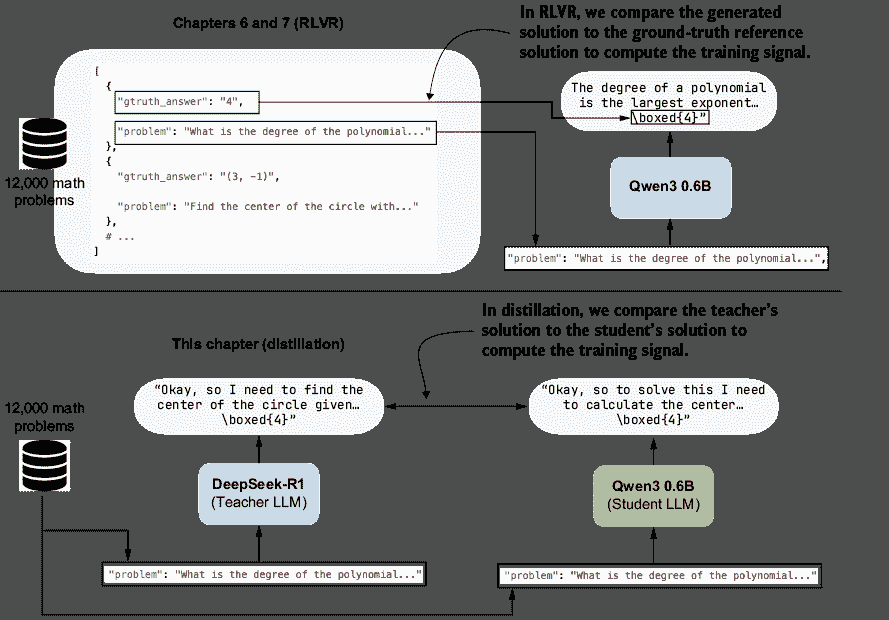 Chapters 6 and 7 (RLVR)
In RLVR, we compare the generated
solution to the ground-truth reference
solution to compute the training signal.
[
{
"gtruth_answer": "4",
"problem": "What is the degree of the polynomial..."
},
{
"gtruth_answer": "(3, -1)",
"problem": "Find the center of the circle with..."
},
# ...
]
12,000 math
problems
The degree of a polynomial
is the largest exponent…
\boxed{4}”
Qwen3 0.6B
"problem": "What is the degree of the polynomial...",
In distillation, we compare the teacher’s
solution to the student’s solution to
compute the training signal.
This chapter (distillation)
12,000 math
problems
“Okay, so I need to find the
center of the circle given…
\boxed{4}”
“Okay, so to solve this I need
to calculate the center…
\boxed{4}”
DeepSeek-R1
(Teacher LLM)
Qwen3 0.6B
(Student LLM)
"problem": "What is the degree of the polynomial..."
"problem": "What is the degree of the polynomial..."